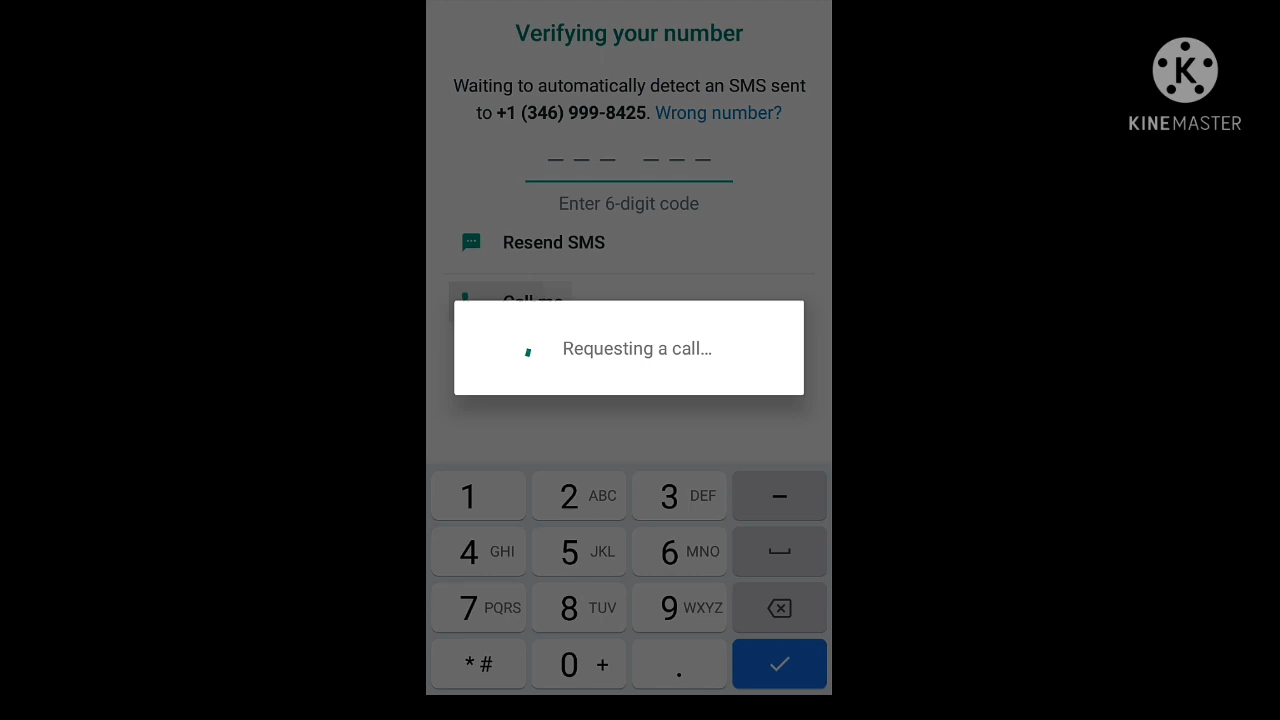 Verifying your number
KINEMASTER
Waiting to automatically detect an SMS sent
to +1 (346) 999-8425. Wrong number?
Enter 6-digit code
Resend SMS
Call me
Requesting a call...
1 2 ABC 3 DEF –
4 GHI 5 JKL 6 MNO
7 PQRS 8 TUV 9 WXYZ
* # 0 + .